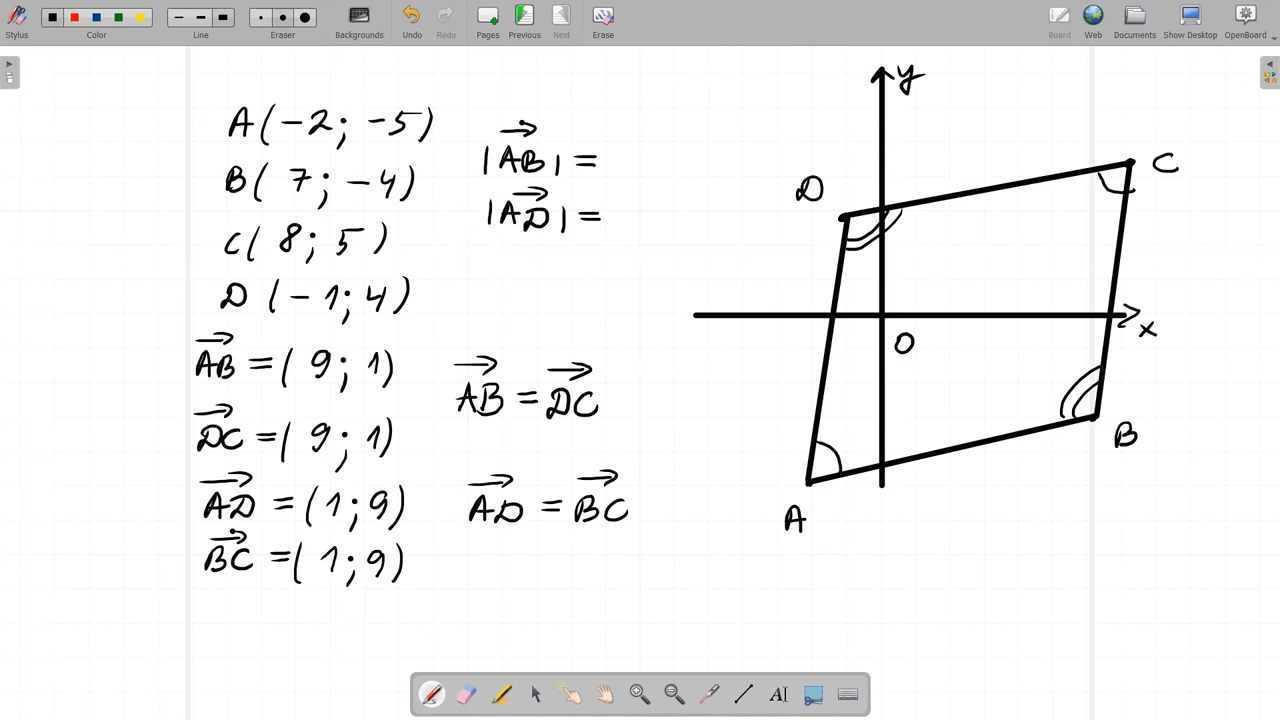 Stylus
Color
Line
Eraser
Backgrounds
Undo
Redo
Pages
Previous
Next
Erase
Board
Web
Documents
Show Desktop
OpenBoard
A(-2; -5)
B(7; -4)
C(8; 5)
D(-1; 4)
AB = (9; 1)
DC = (9; 1)
AD = (1; 9)
BC = (1; 9)
|AB| =
|AD| =
AB = DC
AD = BC
y
C
D
x
O
B
A
AI